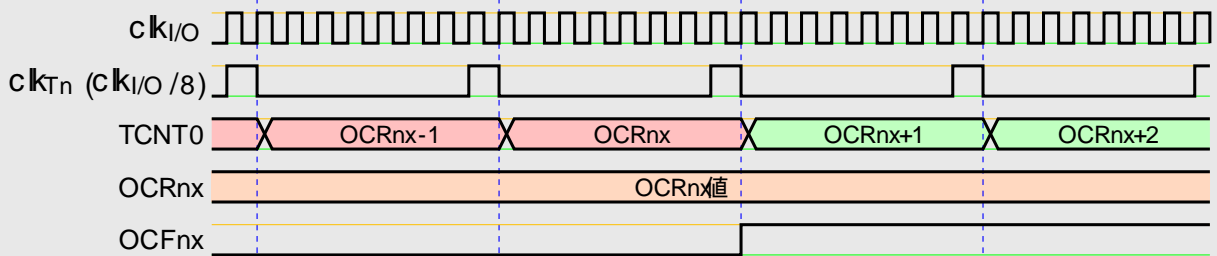 clkI/O
clkTn (clkI/O /8)
TCNT0 OCRnx-1 OCRnx OCRnx+1 OCRnx+2
OCRnx OCRnx値
OCFnx